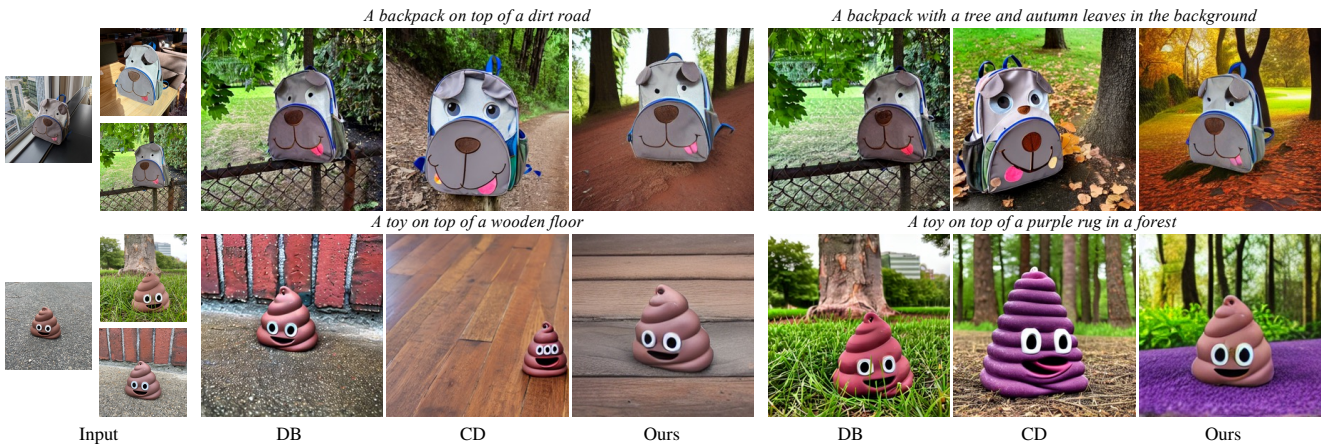 A backpack on top of a dirt road
A backpack with a tree and autumn leaves in the background
A toy on top of a wooden floor
A toy on top of a purple rug in a forest
Input
DB
CD
Ours
DB
CD
Ours